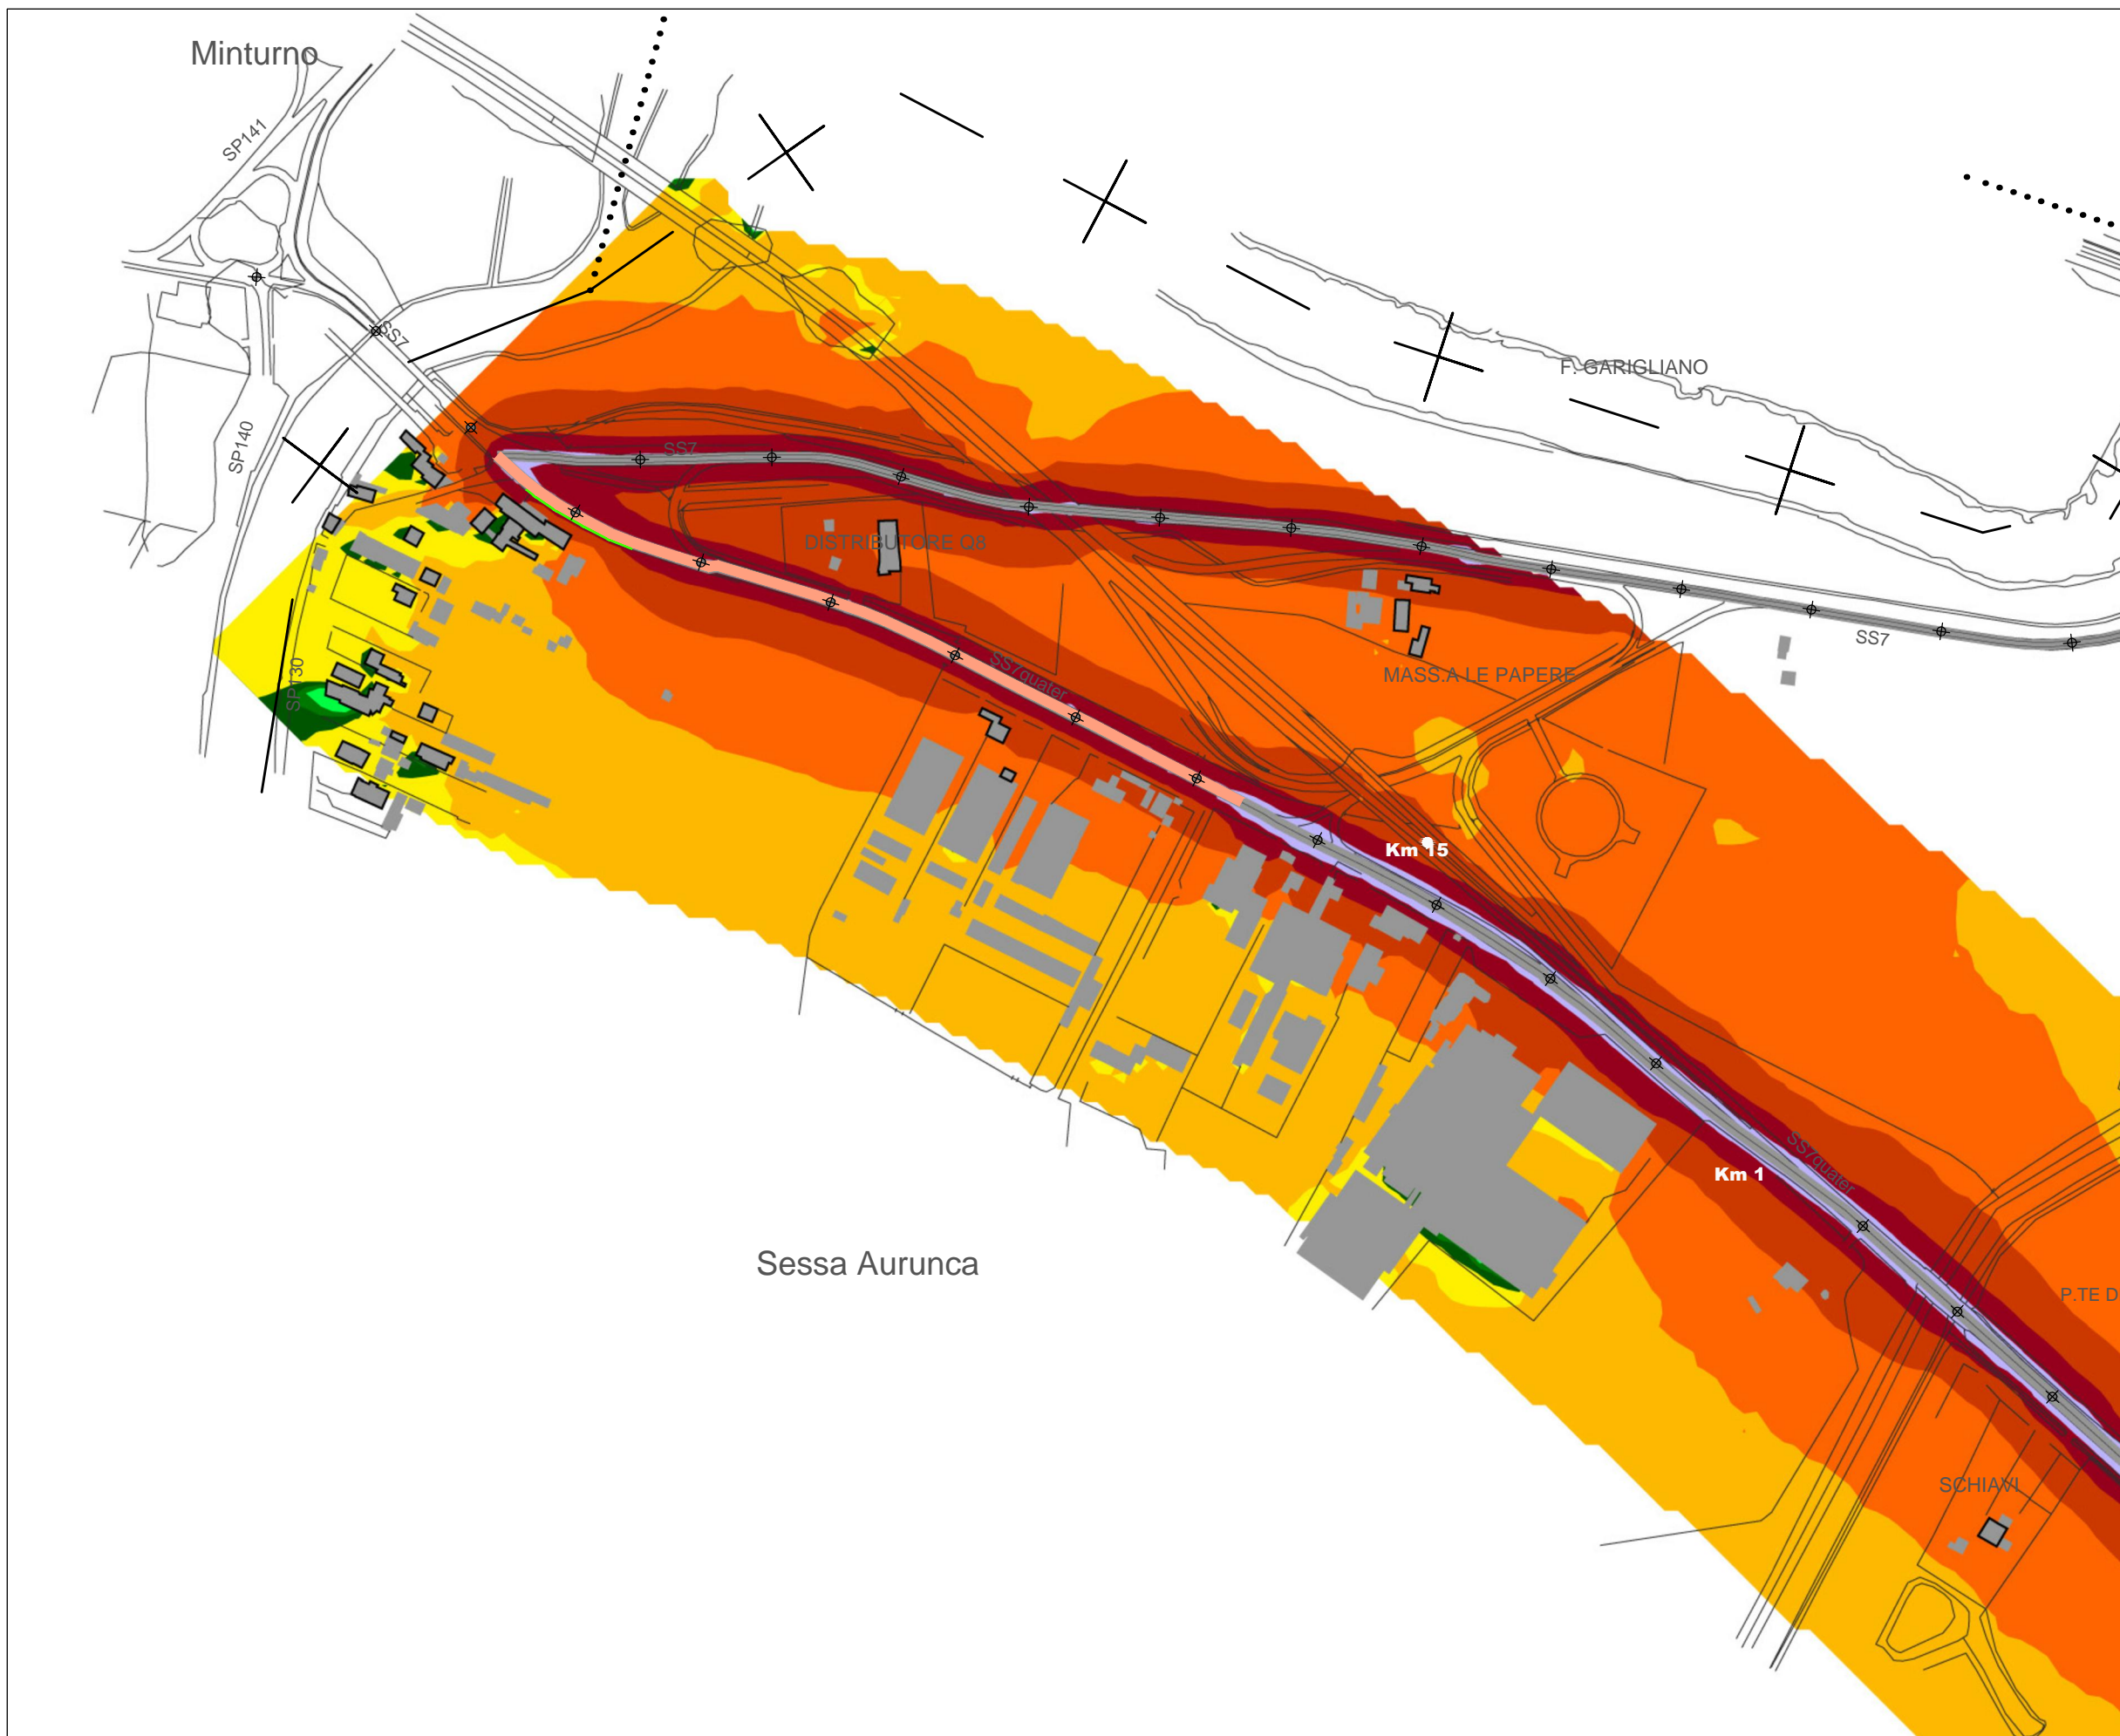 Minturno
SP141
SS7
F. GARIGLIANO
SP140
SS7
DISTRIBUTORE Q8
SS7
SS7quater
MASS.A LE PAPERE
SP130
Km 15
SS7quater
Km 1
Sessa Aurunca
P.TE D
SCHIAVI